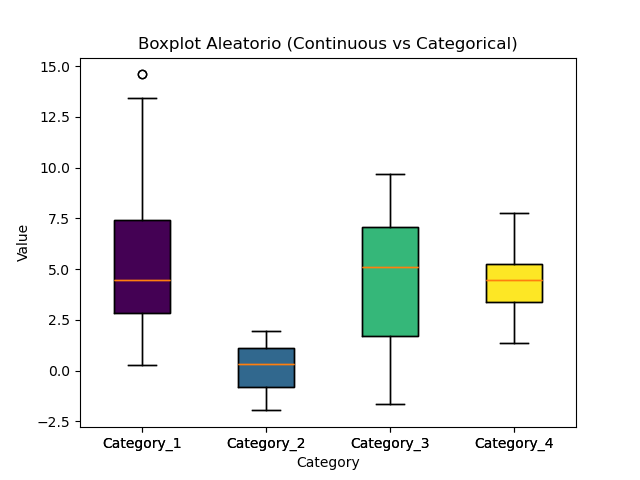 Boxplot Aleatorio (Continuous vs Categorical)
15.0
12.5
10.0
7.5
5.0
2.5
0.0
−2.5
Value
Category_1 Category_2 Category_3 Category_4
Category